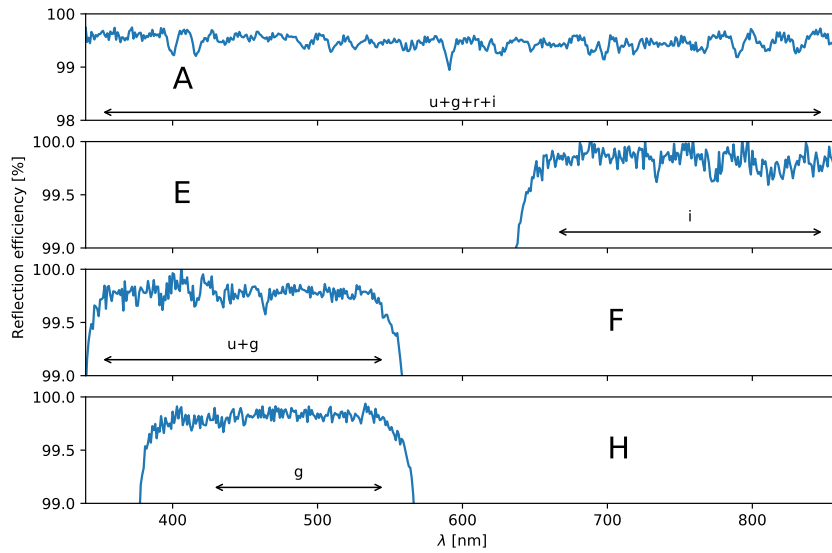 100
99
98
A
u+g+r+i
100.0
99.5
99.0
E
i
100.0
99.5
99.0
F
u+g
100.0
99.5
99.0
H
g
400 500 600 700 800
λ [nm]
Reflection efficiency [%]